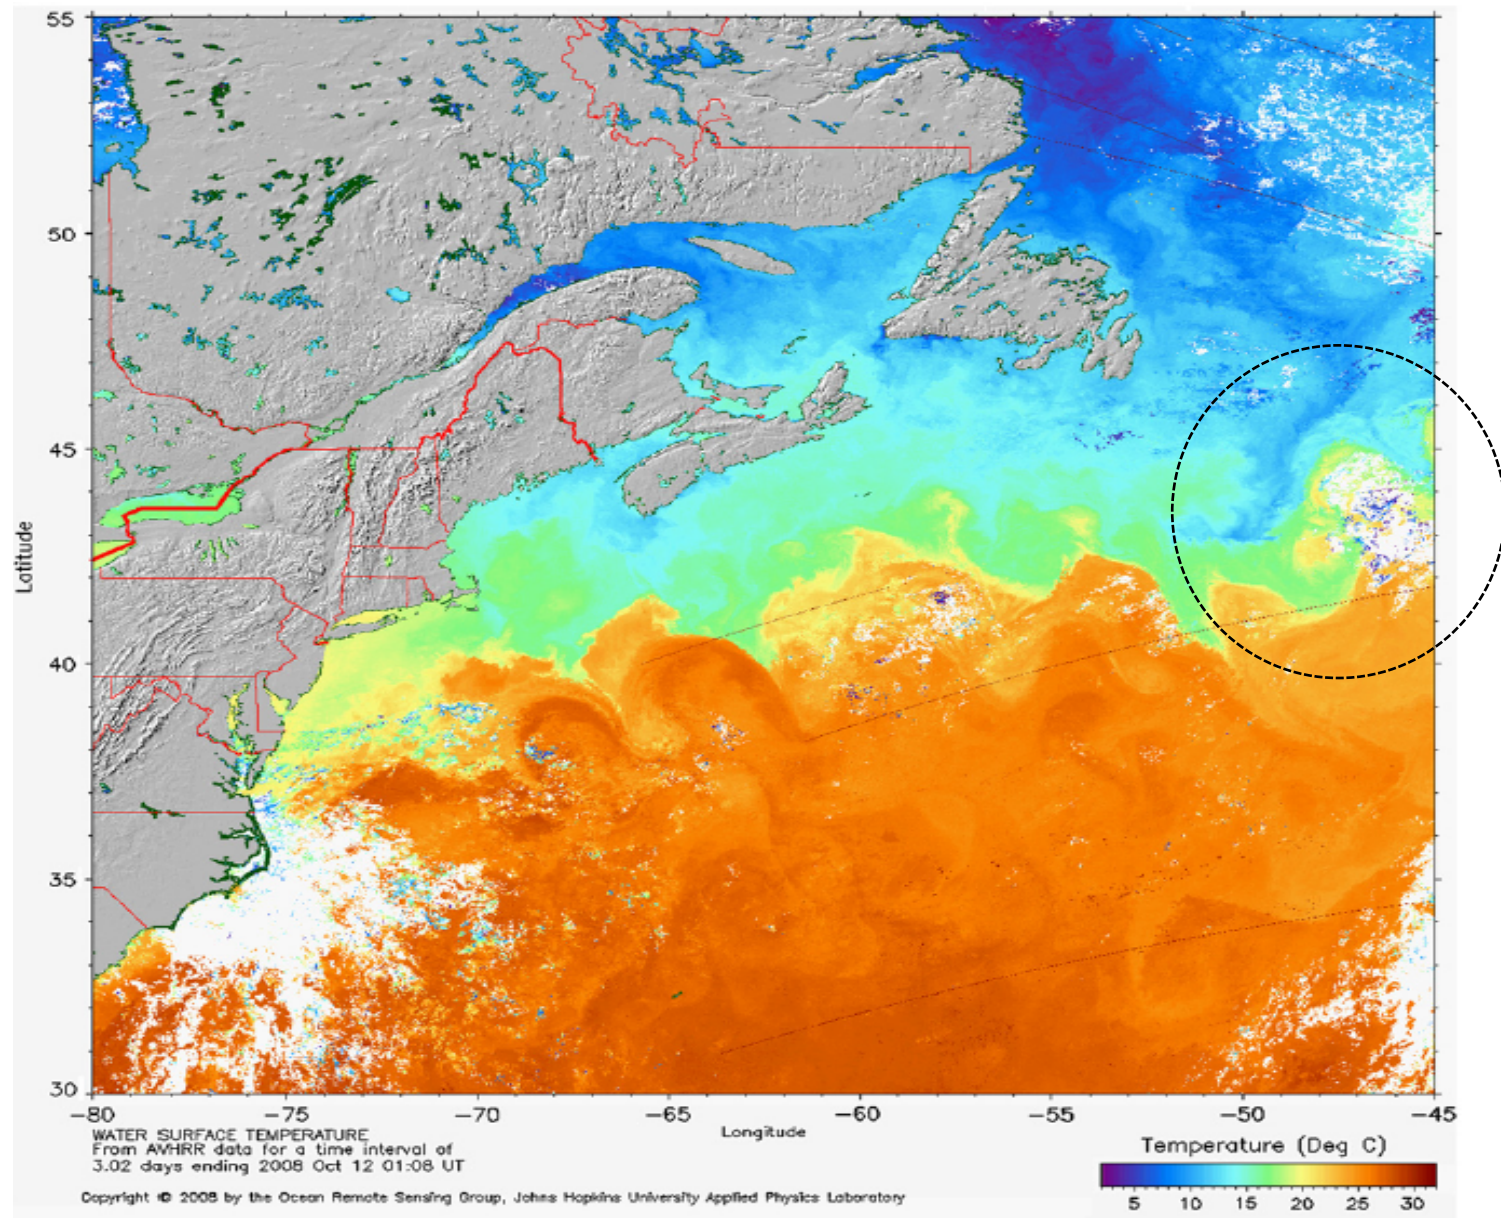 55
50
45
40
35
30
Latitude
-80 -75 -70 -65 -60 -55 -50 -45
Longitude
WATER SURFACE TEMPERATURE
From AVHRR data for a time interval of
3.02 days ending 2008 Oct 12 01:08 UT
Copyright © 2008 by the Ocean Remote Sensing Group, Johns Hopkins University Applied Physics Laboratory
Temperature (Deg C)
5 10 15 20 25 30